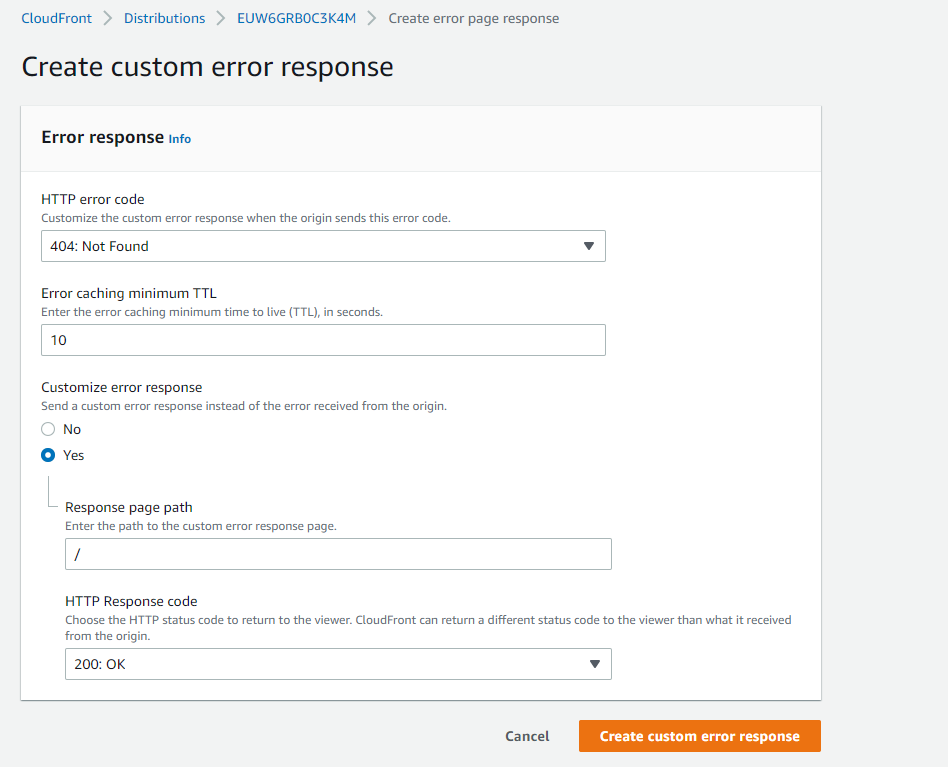 CloudFront > Distributions > EUW6GRB0C3K4M > Create error page response
Create custom error response
Error response Info
HTTP error code
Customize the custom error response when the origin sends this error code.
404: Not Found
Error caching minimum TTL
Enter the error caching minimum time to live (TTL), in seconds.
10
Customize error response
Send a custom error response instead of the error received from the origin.
No
Yes
Response page path
Enter the path to the custom error response page.
/
HTTP Response code
Choose the HTTP status code to return to the viewer. CloudFront can return a different status code to the viewer than what it received
from the origin.
200: OK
Cancel Create custom error response